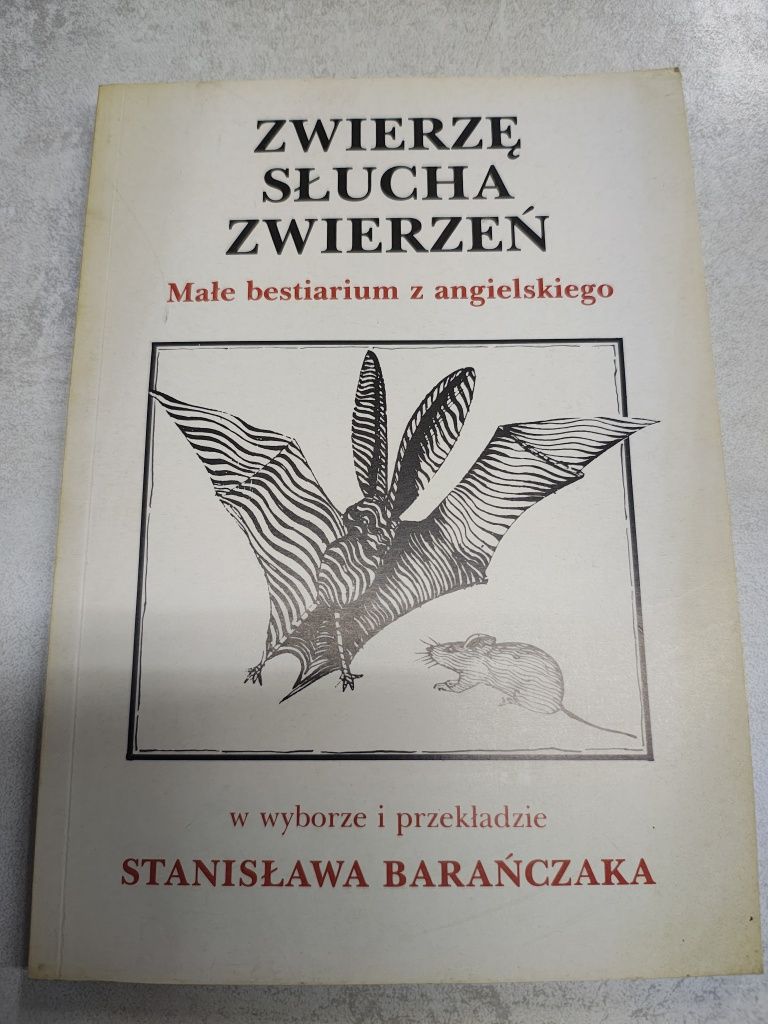 ZWIERZĘ
SŁUCHA
ZWIERZEŃ
Małe bestiarium z angielskiego
w wyborze i przekładzie
STANISŁAWA BARAŃCZAKA